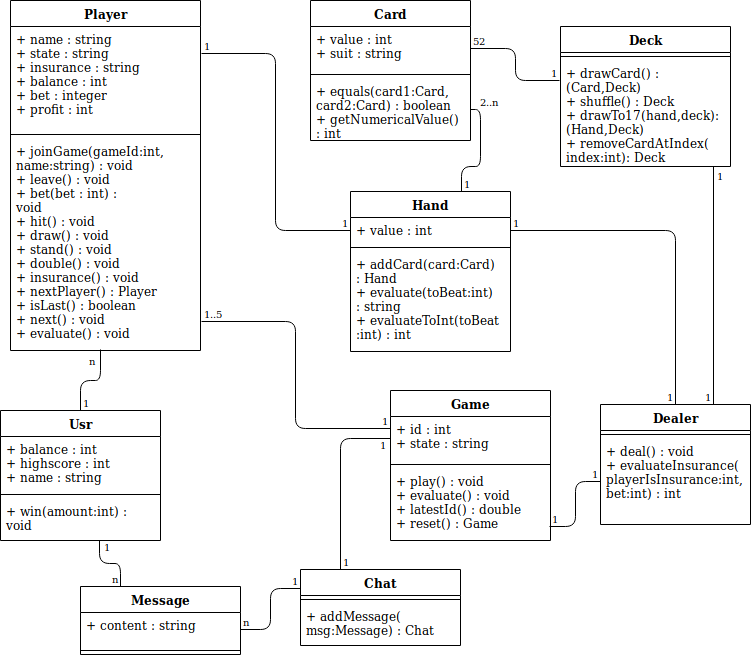 Player
+ name : string
+ state : string
+ insurance : string
+ balance : int
+ bet : integer
+ profit : int
+ joinGame(gameId:int,
name:string) : void
+ leave() : void
+ bet(bet : int) :
void
+ hit() : void
+ draw() : void
+ stand() : void
+ double() : void
+ insurance() : void
+ nextPlayer() : Player
+ isLast() : boolean
+ next() : void
+ evaluate() : void
1
1..5
n
Card
+ value : int
+ suit : string
+ equals(card1:Card,
card2:Card) : boolean
+ getNumericalValue()
: int
52
2..n
1
Deck
+ drawCard() :
(Card,Deck)
+ shuffle() : Deck
+ drawTo17(hand,deck):
(Hand,Deck)
+ removeCardAtIndex(
index:int): Deck
1
1
Hand
+ value : int
+ addCard(card:Card)
: Hand
+ evaluate(toBeat:int)
: string
+ evaluateToInt(toBeat
:int) : int
1
1
1
Usr
+ balance : int
+ highscore : int
+ name : string
+ win(amount:int) :
void
1
1
Game
+ id : int
+ state : string
+ play() : void
+ evaluate() : void
+ latestId() : double
+ reset() : Game
1
1
1
Dealer
+ deal() : void
+ evaluateInsurance(
playerIsInsurance:int,
bet:int) : int
1
1
Message
+ content : string
n
n
Chat
+ addMessage(
msg:Message) : Chat
1
1